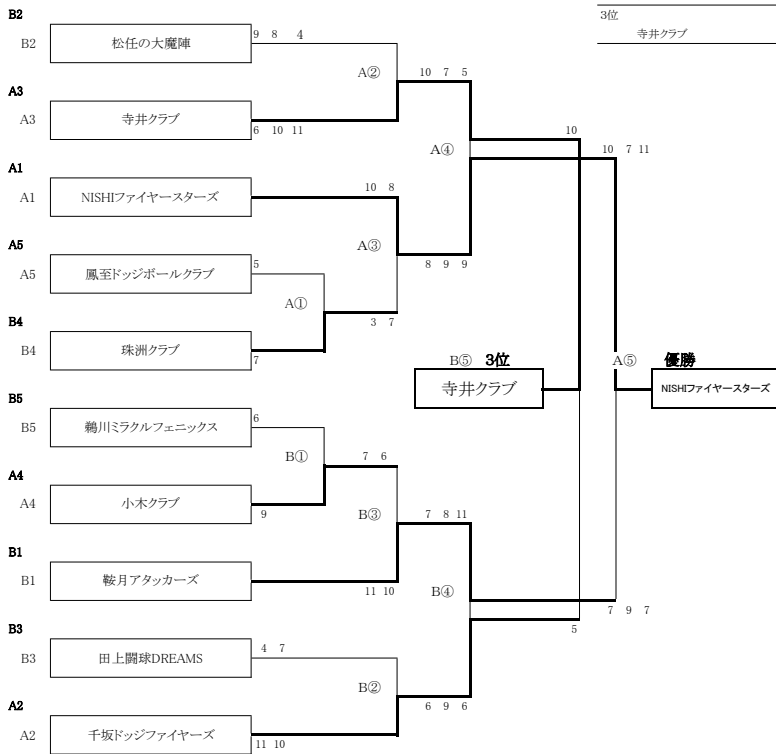 B2
3位
9 8 4
B2 松任の大魔陣
寺井クラブ
A②
10 7 5
A3
A3 寺井クラブ
6 10 11
10
A④
10 7 11
A1
A1 NISHIファイヤースターズ
10 8
A5
A③
A5 鳳至ドッジボールクラブ
5
8 9 9
A①
B4
3 7
B4 珠洲クラブ
7
B⑤ 3位
A⑤ 優勝
寺井クラブ
NISHIファイヤースターズ
B5
B5 鵜川ミラクルフェニックス
6
B①
7 6
A4
A4 小木クラブ
9
B③
7 8 11
B1
B1 鞍月アタッカーズ
11 10
B④
7 9 7
B3
5
B3 田上闘球DREAMS
4 7
B②
A2
6 9 6
A2 千坂ドッジファイヤーズ
11 10